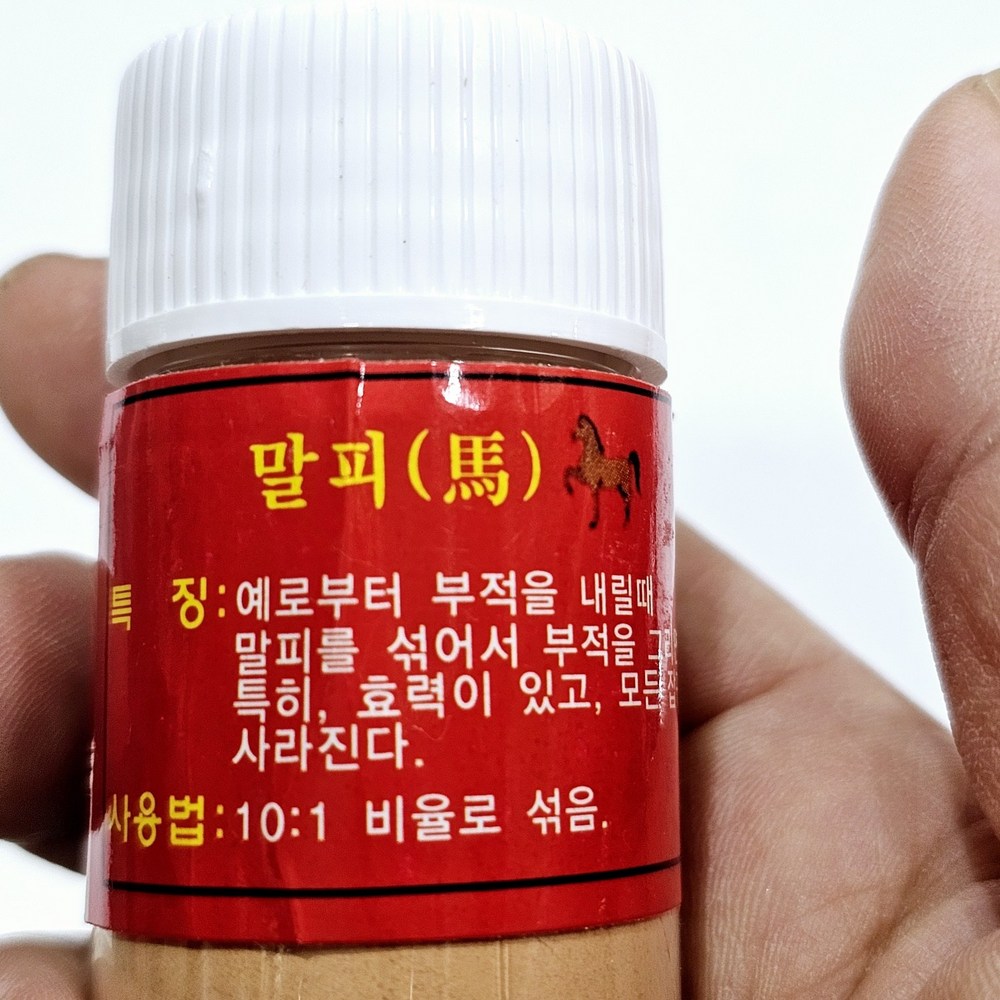 말피(馬)
특 징:예로부터 부적을 내릴때
말피를 섞어서 부적을
특히, 효력이 있고, 모든
사라진다.
사용법:10:1 비율로 섞음.